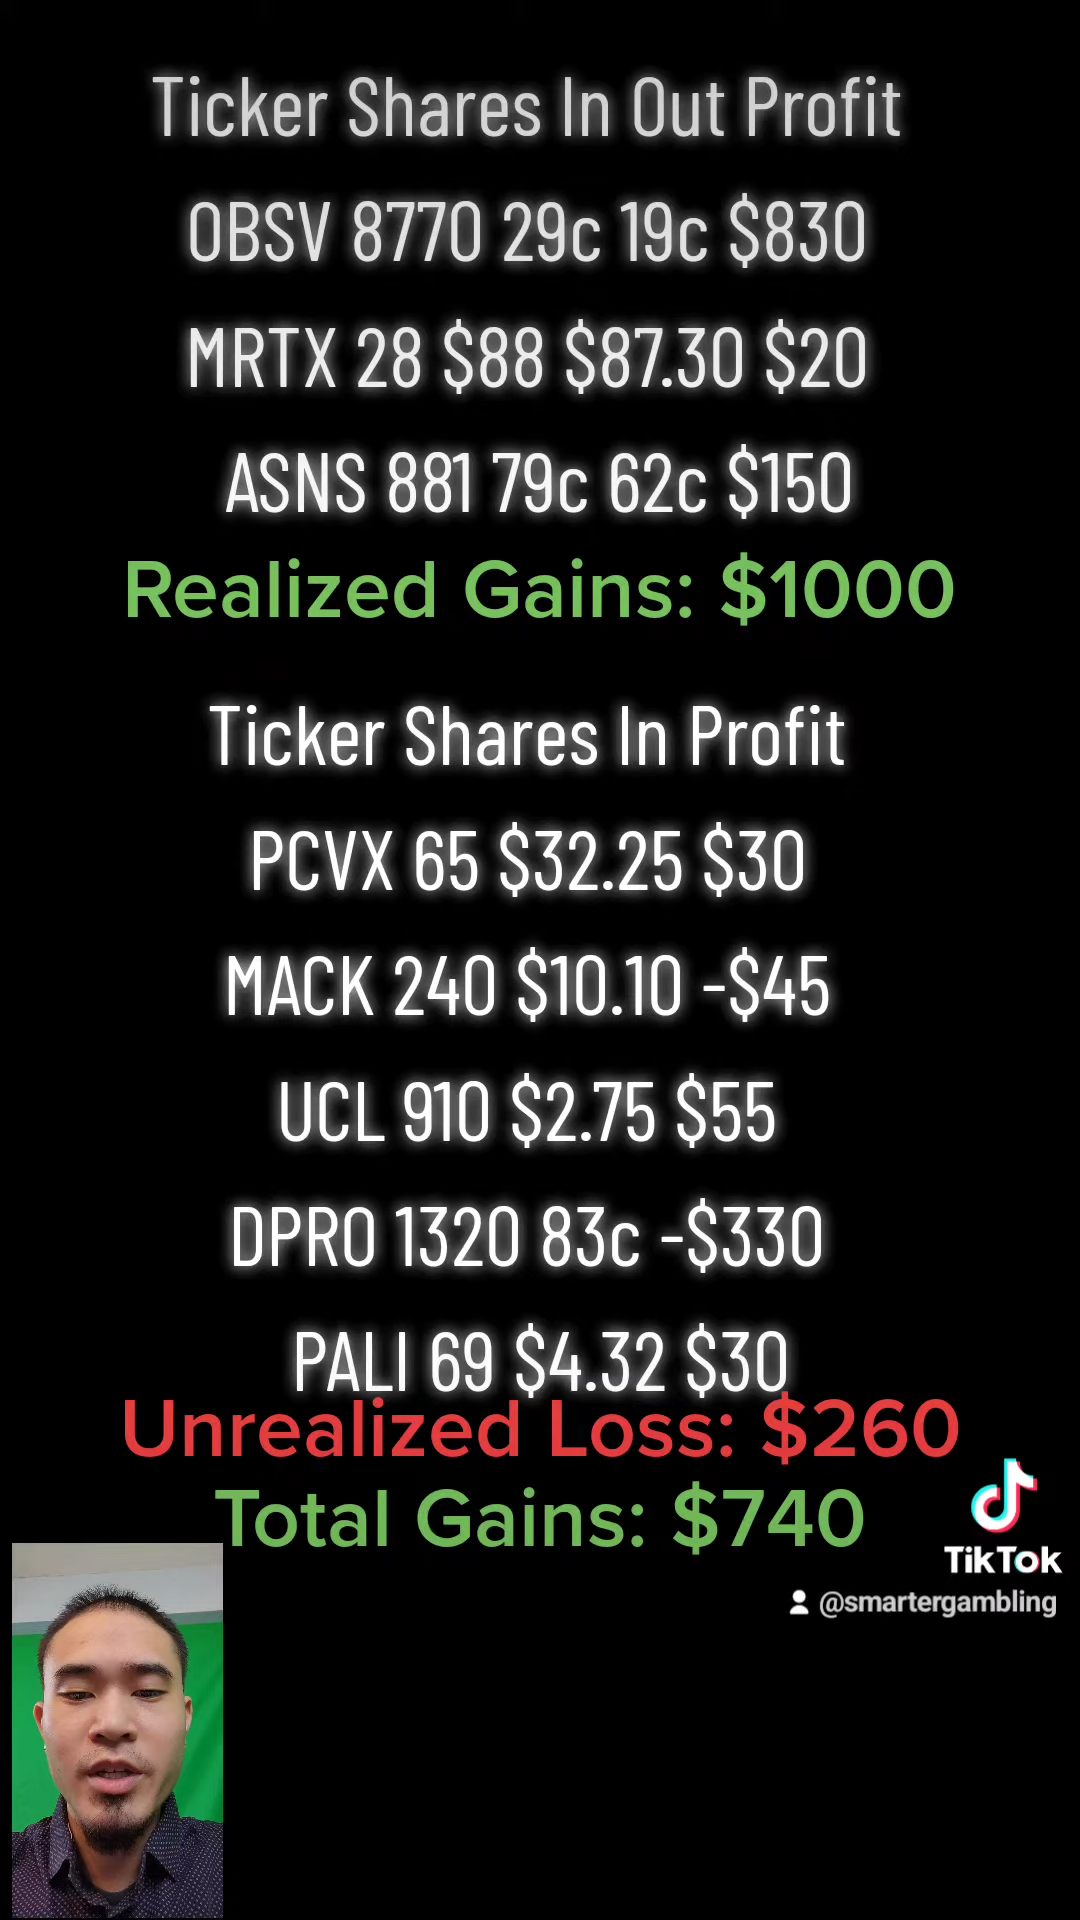 Ticker Shares In Out Profit
OBSV 8770 29c 19c $830
MRTX 28 $88 $87.30 $20
ASNS 881 79c 62c $150
Realized Gains: $1000
Ticker Shares In Profit
PCVX 65 $32.25 $30
MACK 240 $10.10 -$45
UCL 910 $2.75 $55
DPRO 1320 83c -$330
PALI 69 $4.32 $30
Unrealized Loss: $260
Total Gains: $740
TikTok
@smartergambling